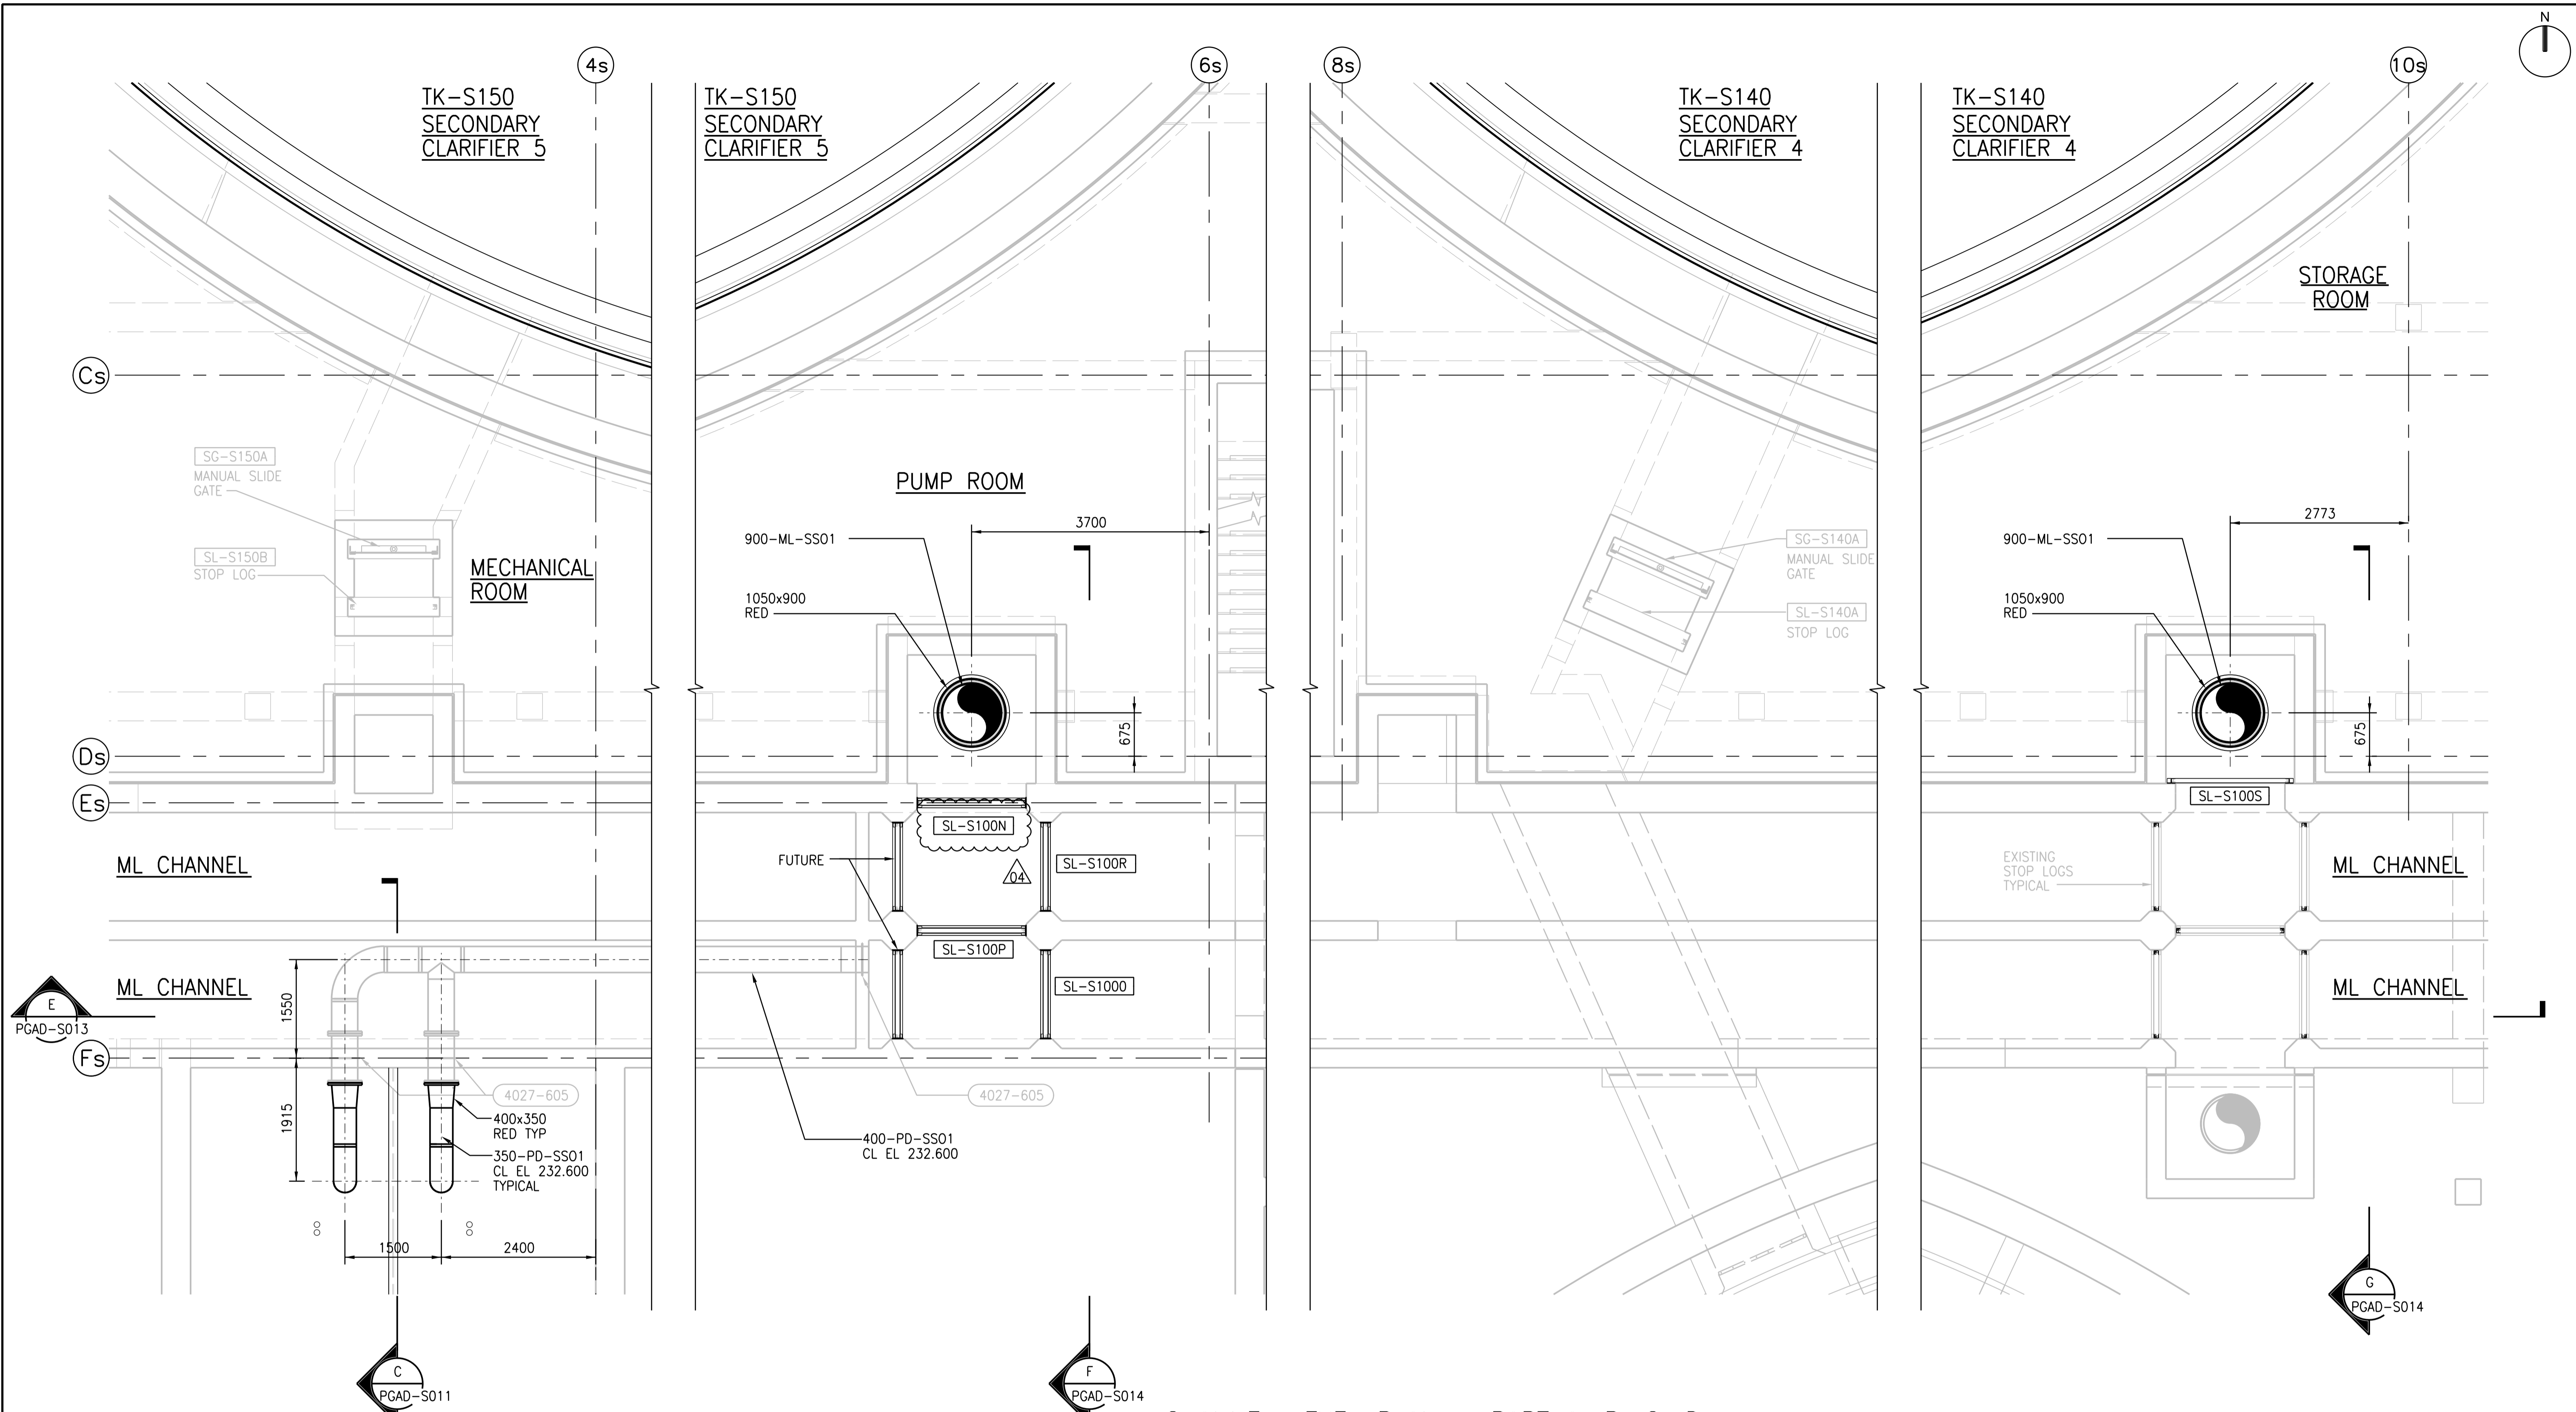 N
4s
6s
8s
10s
TK-S150
SECONDARY
CLARIFIER 5
TK-S150
SECONDARY
CLARIFIER 5
TK-S140
SECONDARY
CLARIFIER 4
TK-S140
SECONDARY
CLARIFIER 4
STORAGE
ROOM
Cs
SG-S150A
MANUAL SLIDE
GATE
SL-S150B
STOP LOG
MECHANICAL
ROOM
PUMP ROOM
900-ML-SS01
3700
1050x900
RED
675
SG-S140A
MANUAL SLIDE
GATE
SL-S140A
STOP LOG
900-ML-SS01
2773
1050x900
RED
675
Ds
Es
SL-S100N
SL-S100S
ML CHANNEL
FUTURE
SL-S100R
04
EXISTING
STOP LOGS
TYPICAL
ML CHANNEL
SL-S100P
ML CHANNEL
SL-S100O
ML CHANNEL
E
PGAD-S013
1550
Fs
1915
4027-605
400x350
RED TYP
350-PD-SS01
CL EL 232.600
TYPICAL
4027-605
400-PD-SS01
CL EL 232.600
1500
2400
C
PGAD-S011
F
PGAD-S014
G
PGAD-S014